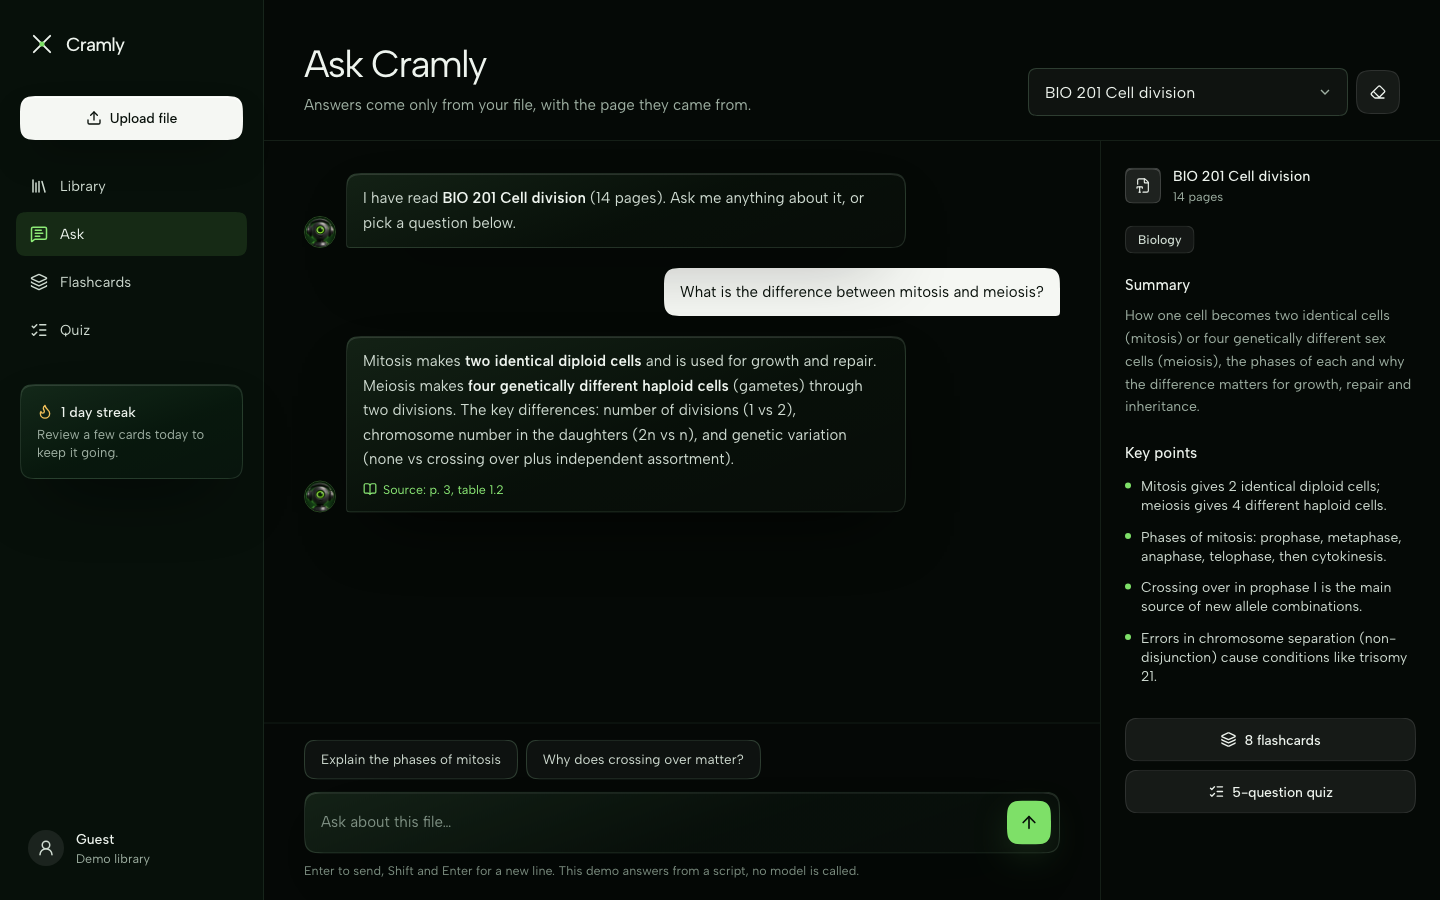 Cramly
Upload file
Library
Ask
Flashcards
Quiz
1 day streak
Review a few cards today to
keep it going.
Guest
Demo library
Ask Cramly
Answers come only from your file, with the page they came from.
BIO 201 Cell division
I have read BIO 201 Cell division (14 pages). Ask me anything about it, or
pick a question below.
What is the difference between mitosis and meiosis?
Mitosis makes two identical diploid cells and is used for growth and repair.
Meiosis makes four genetically different haploid cells (gametes) through
two divisions. The key differences: number of divisions (1 vs 2),
chromosome number in the daughters (2n vs n), and genetic variation
(none vs crossing over plus independent assortment).
Source: p. 3, table 1.2
Explain the phases of mitosis
Why does crossing over matter?
Ask about this file…
Enter to send, Shift and Enter for a new line. This demo answers from a script, no model is called.
BIO 201 Cell division
14 pages
Biology
Summary
How one cell becomes two identical cells
(mitosis) or four genetically different sex
cells (meiosis), the phases of each and why
the difference matters for growth, repair and
inheritance.
Key points
Mitosis gives 2 identical diploid cells;
meiosis gives 4 different haploid cells.
Phases of mitosis: prophase, metaphase,
anaphase, telophase, then cytokinesis.
Crossing over in prophase I is the main
source of new allele combinations.
Errors in chromosome separation (non-
disjunction) cause conditions like trisomy
21.
8 flashcards
5-question quiz